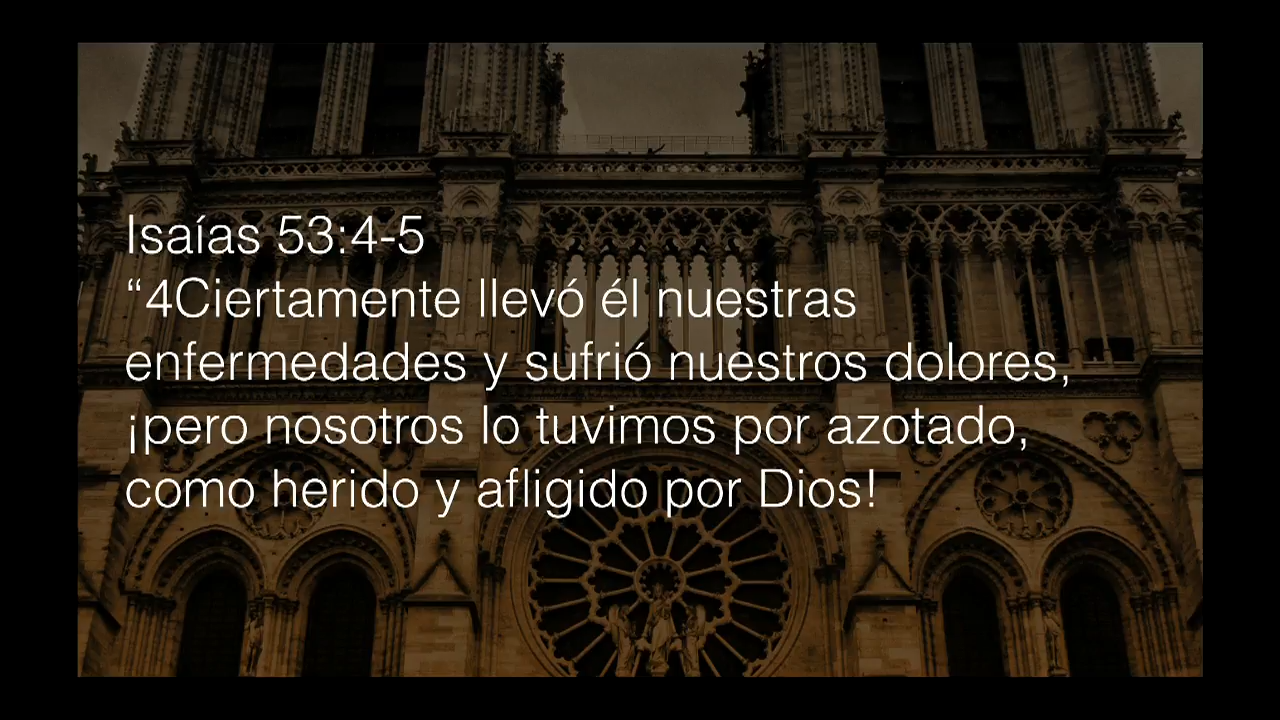 Isaías 53:4-5
“4Ciertamente llevó él nuestras
enfermedades y sufrió nuestros dolores,
¡pero nosotros lo tuvimos por azotado,
como herido y afligido por Dios!